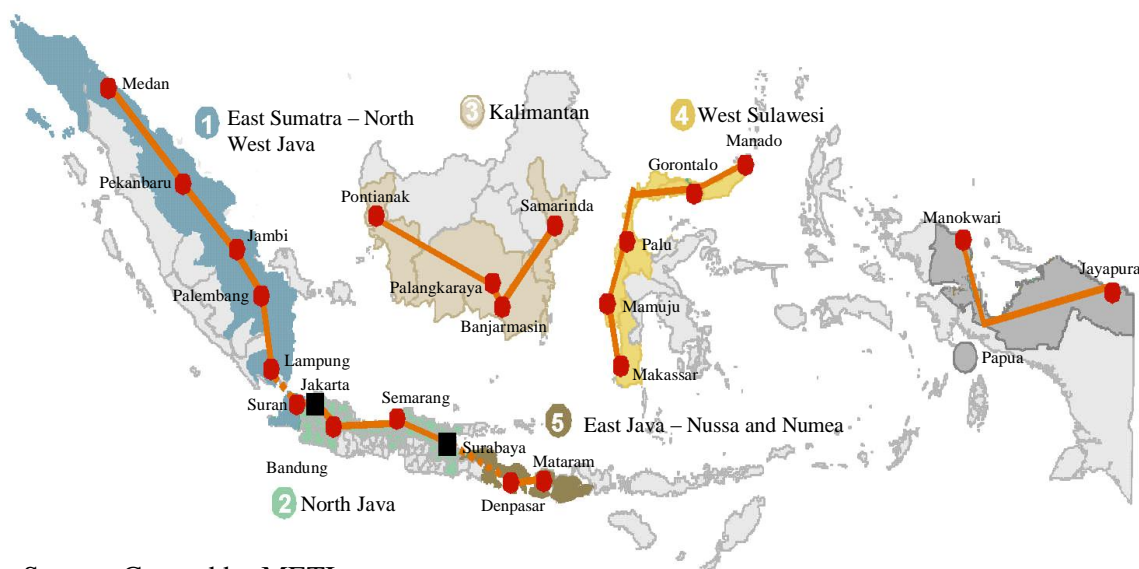 Medan
1
East Sumatra – North
West Java
3
Kalimantan
4
West Sulawesi
Manado
Gorontalo
Pekanbaru
Pontianak
Samarinda
Manokwari
Jambi
Palu
Jayapura
Palembang
Palangkaraya
Mamuju
Banjarmasin
Lampung
Papua
Jakarta
Makassar
Suran
Semarang
5
East Java – Nussa and Numea
Surabaya
Bandung
Mataram
2
North Java
Denpasar